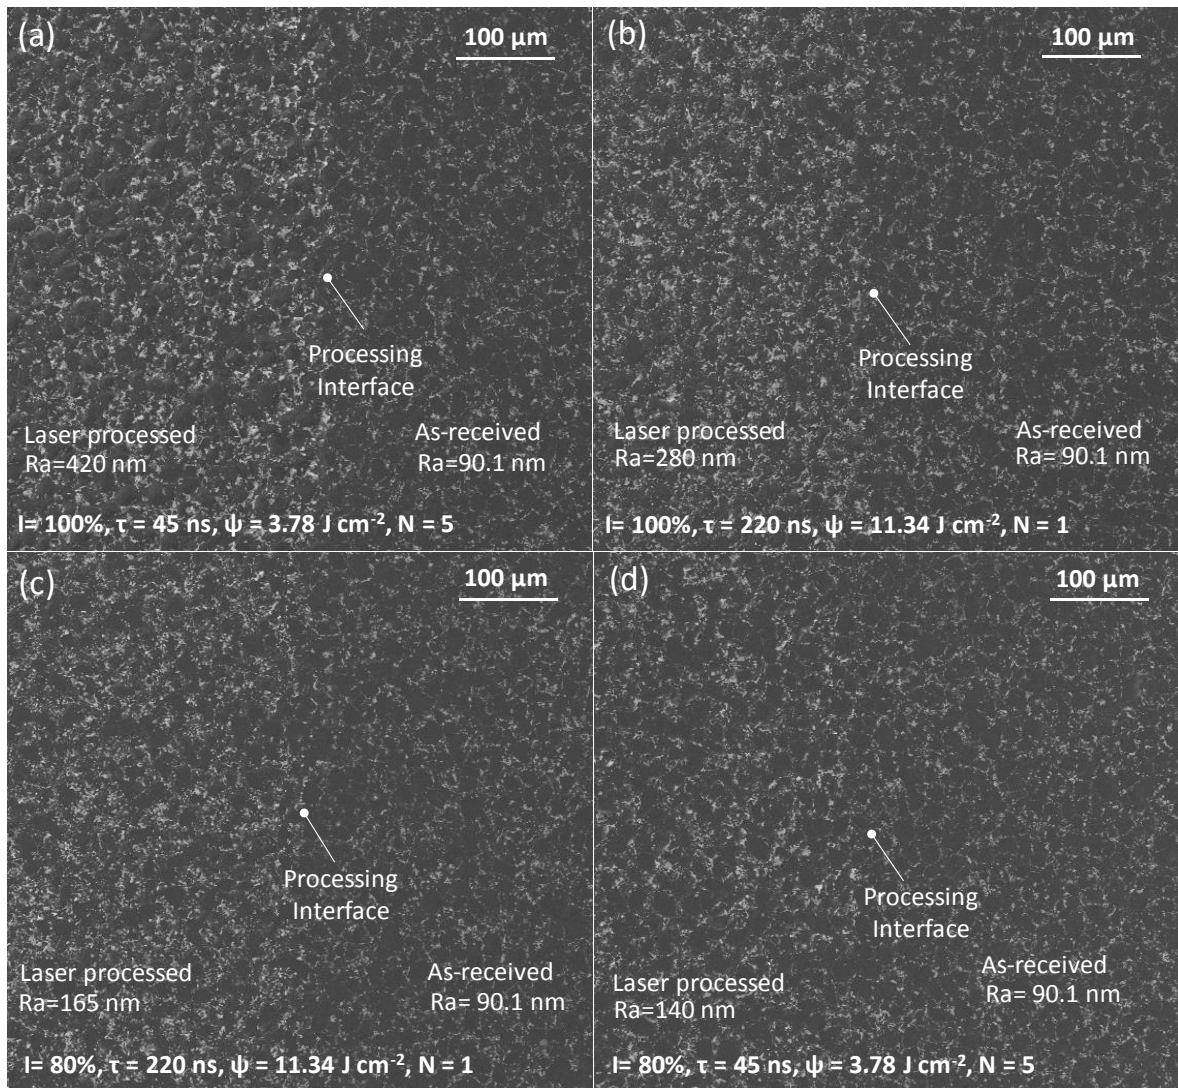 (a)
100 µm
Processing
Interface
Laser processed
Ra=420 nm
As-received
Ra=90.1 nm
I= 100%, τ = 45 ns, ψ = 3.78 J cm⁻², N = 5
(b)
100 µm
Processing
Interface
Laser processed
Ra=280 nm
As-received
Ra= 90.1 nm
I= 100%, τ = 220 ns, ψ = 11.34 J cm⁻², N = 1
(c)
100 µm
Processing
Interface
Laser processed
Ra=165 nm
As-received
Ra= 90.1 nm
I= 80%, τ = 220 ns, ψ = 11.34 J cm⁻², N = 1
(d)
100 µm
Processing
Interface
Laser processed
Ra=140 nm
As-received
Ra= 90.1 nm
I= 80%, τ = 45 ns, ψ = 3.78 J cm⁻², N = 5